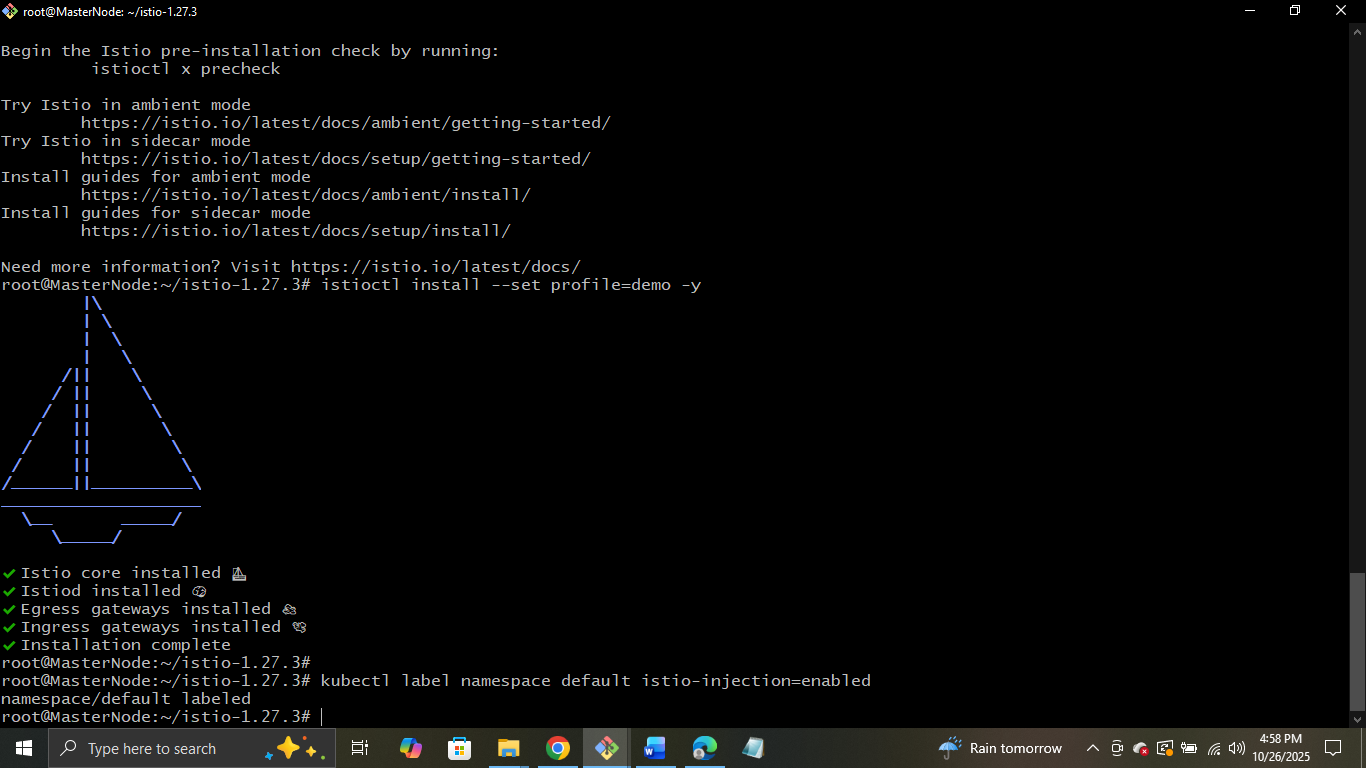 root@MasterNode: ~/istio-1.27.3
Begin the Istio pre-installation check by running:
istioctl x precheck
Try Istio in ambient mode
https://istio.io/latest/docs/ambient/getting-started/
Try Istio in sidecar mode
https://istio.io/latest/docs/setup/getting-started/
Install guides for ambient mode
https://istio.io/latest/docs/ambient/install/
Install guides for sidecar mode
https://istio.io/latest/docs/setup/install/
Need more information? Visit https://istio.io/latest/docs/
root@MasterNode:~/istio-1.27.3# istioctl install --set profile=demo -y
Istio core installed
Istiod installed
Egress gateways installed
Ingress gateways installed
Installation complete
root@MasterNode:~/istio-1.27.3#
root@MasterNode:~/istio-1.27.3# kubectl label namespace default istio-injection=enabled
namespace/default labeled
root@MasterNode:~/istio-1.27.3#
Type here to search
Rain tomorrow
4:58 PM
10/26/2025